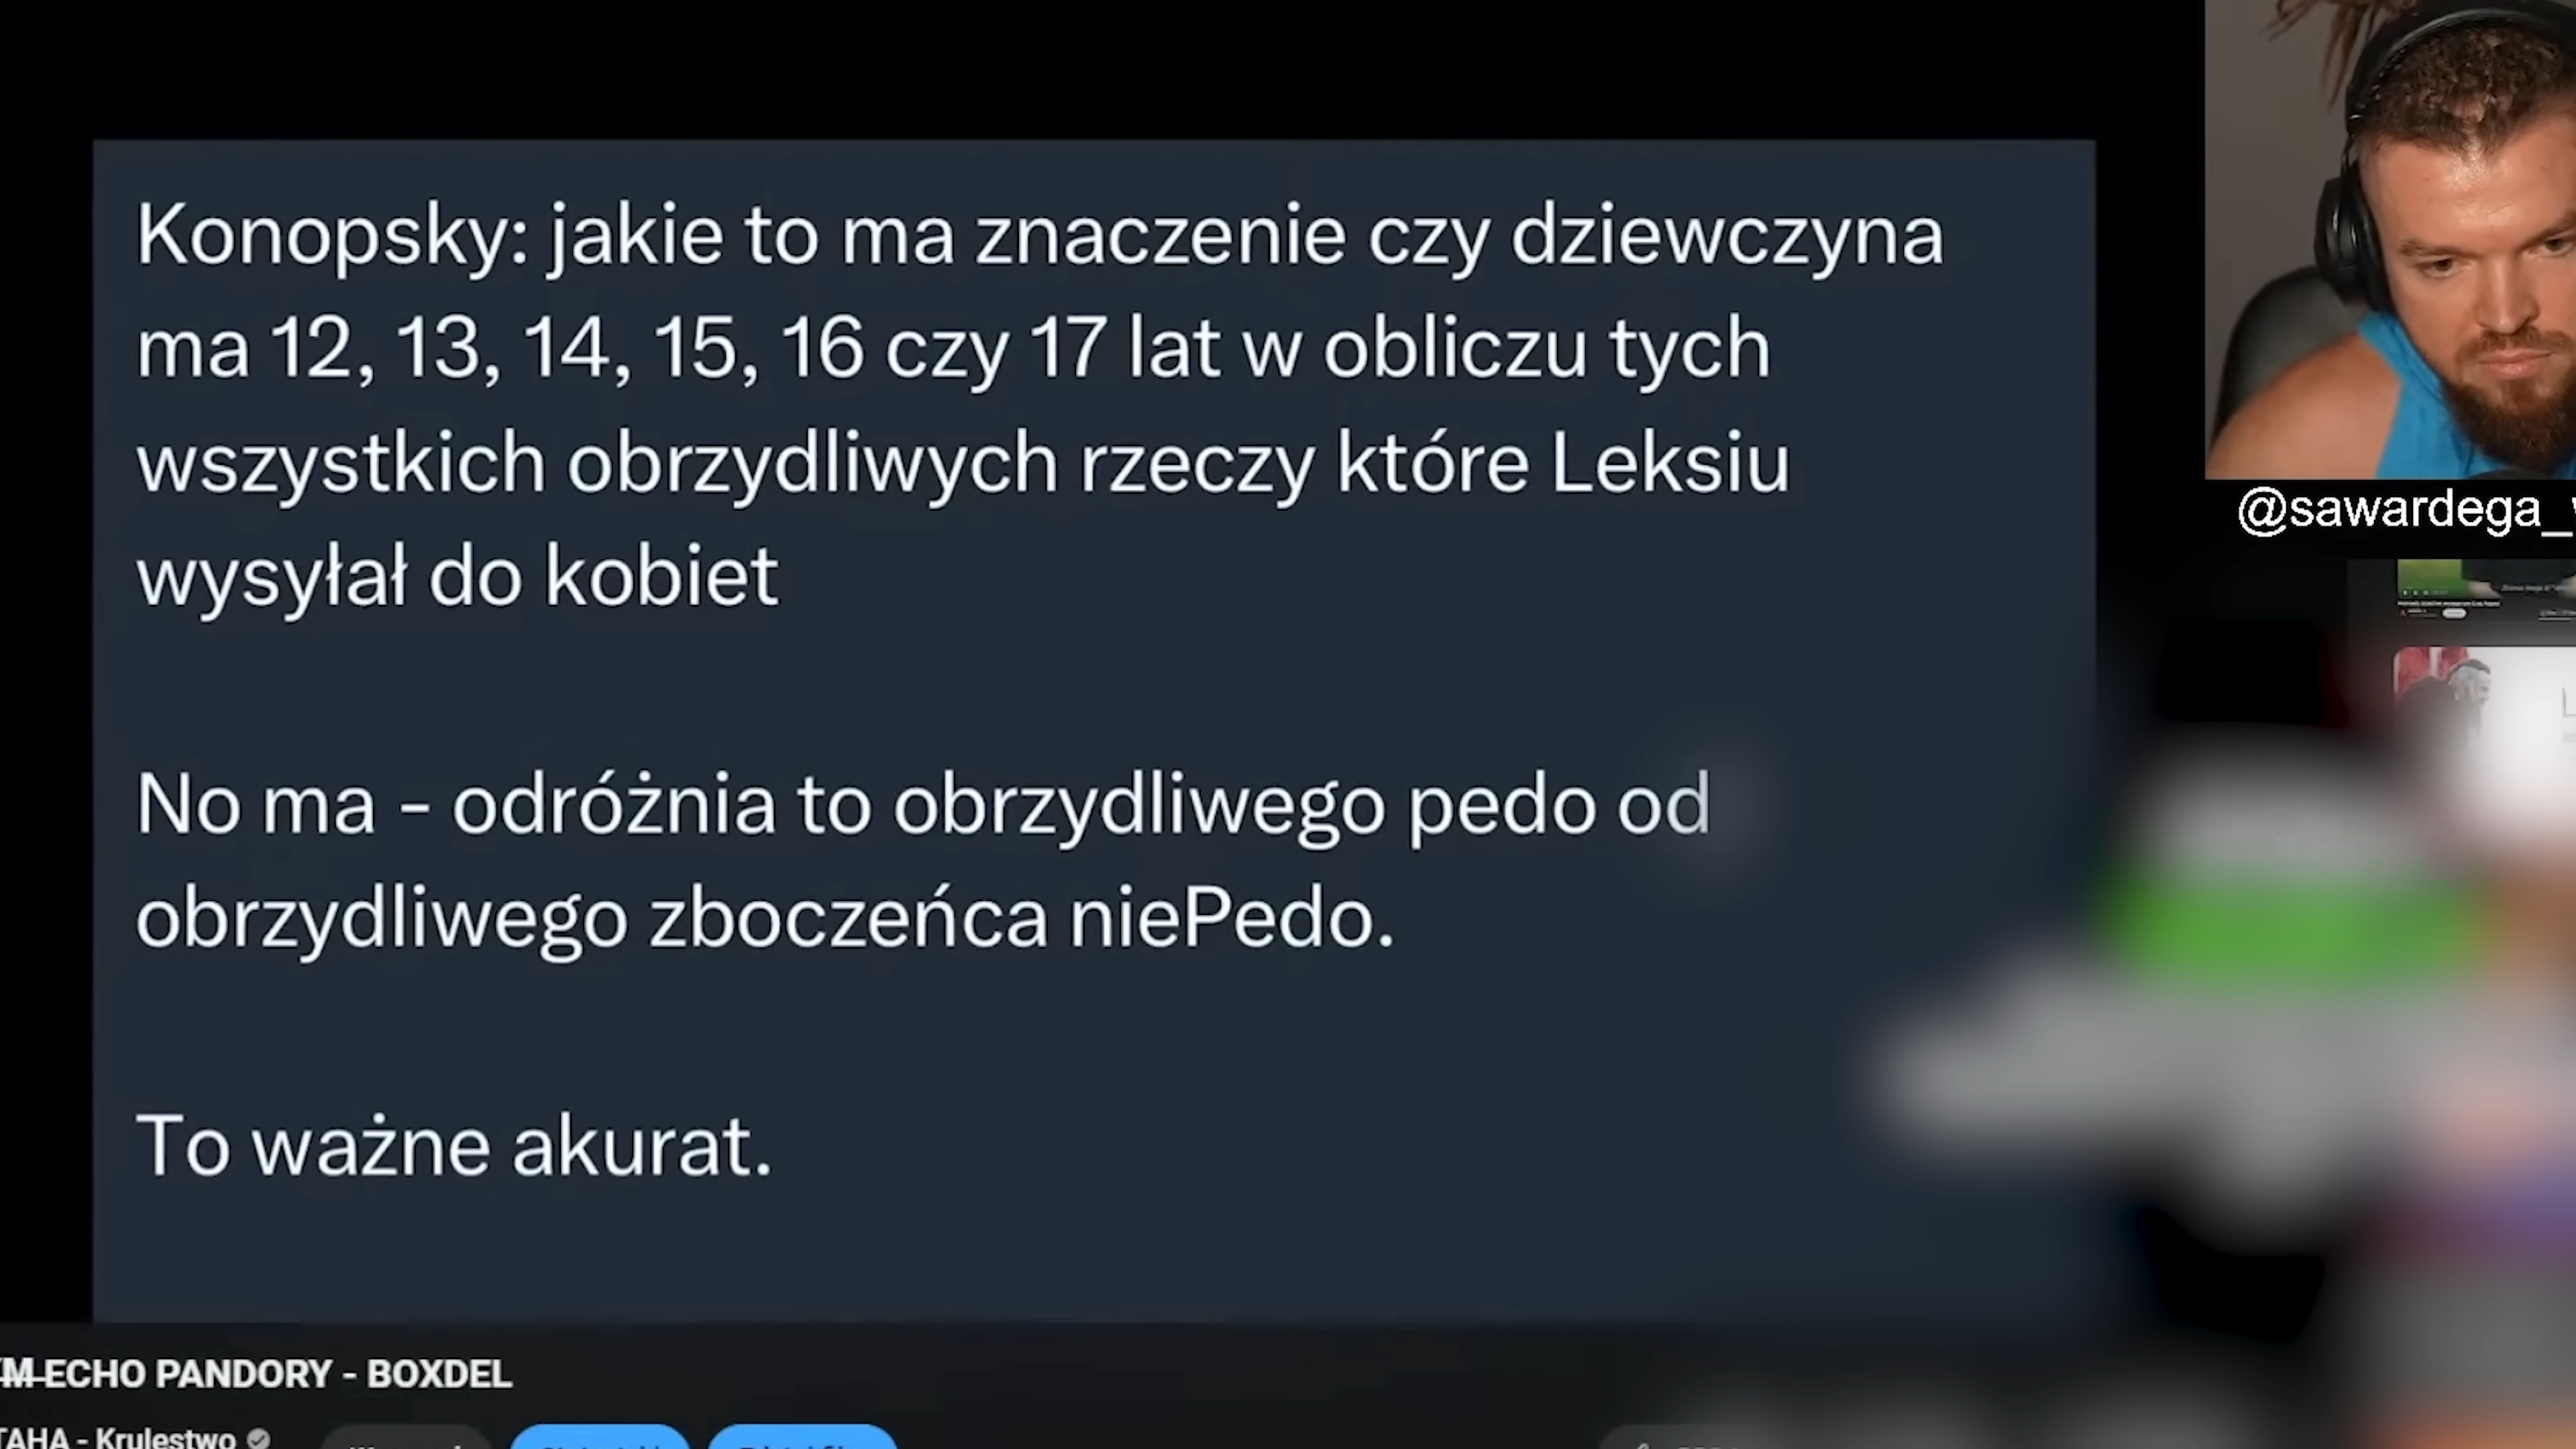 Konopsky: jakie to ma znaczenie czy dziewczyna
ma 12, 13, 14, 15, 16 czy 17 lat w obliczu tych
wszystkich obrzydliwych rzeczy które Leksiu
wysyłał do kobiet
No ma - odróżnia to obrzydliwego pedo od
obrzydliwego zboczeńca niePedo.
To ważne akurat.
@sawardega_
ECHO PANDORY - BOXDEL
TAHA - Krulestwo